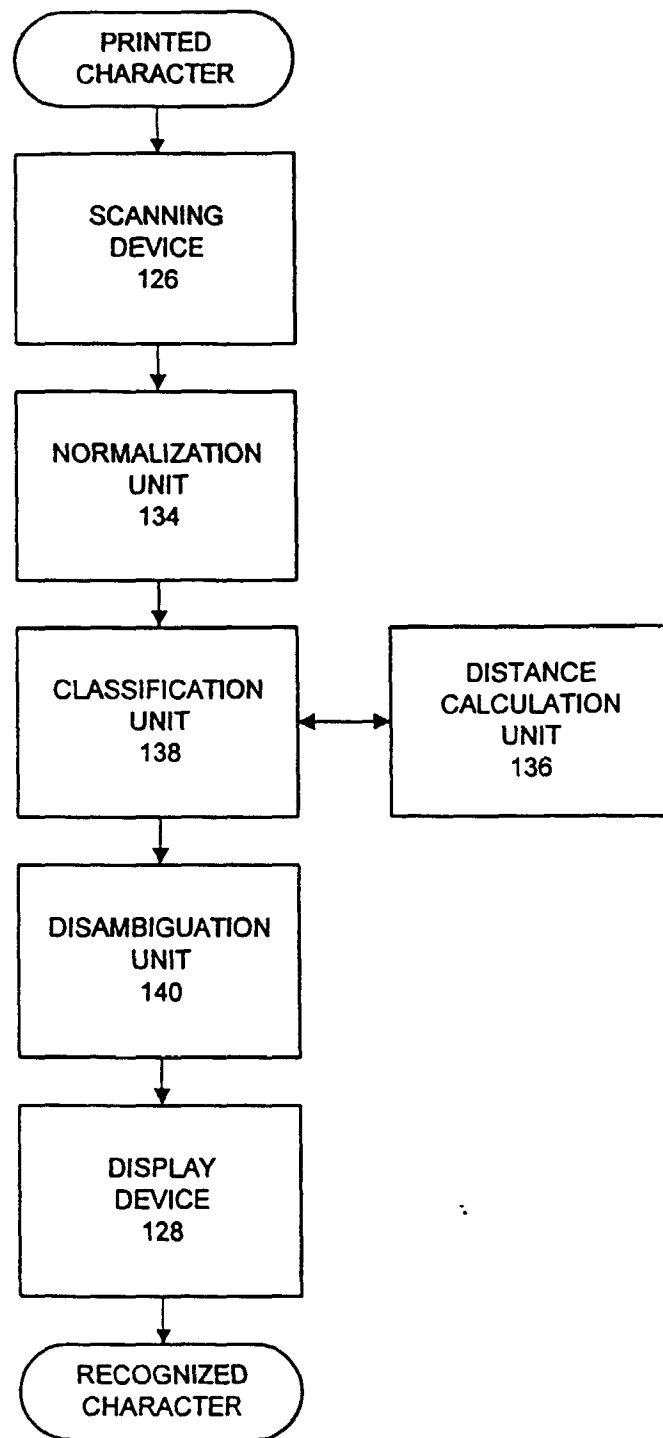 PRINTED
CHARACTER
SCANNING
DEVICE
126
NORMALIZATION
UNIT
134
CLASSIFICATION
UNIT
138
DISTANCE
CALCULATION
UNIT
136
DISAMBIGUATION
UNIT
140
DISPLAY
DEVICE
128
RECOGNIZED
CHARACTER